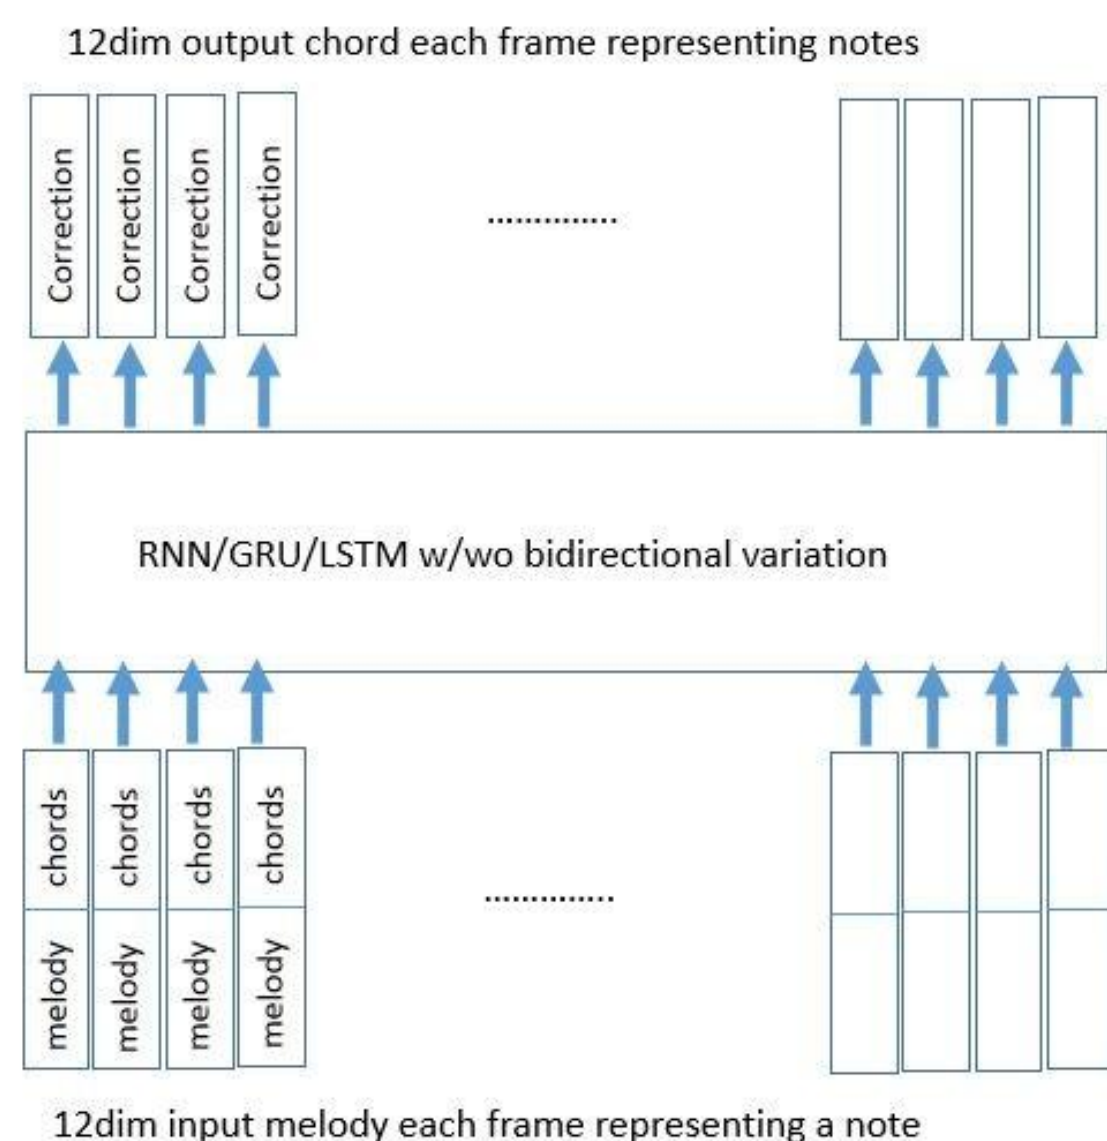 12dim output chord each frame representing notes
Correction
Correction
Correction
Correction
..............
RNN/GRU/LSTM w/wo bidirectional variation
chords
chords
chords
chords
..............
melody
melody
melody
melody
12dim input melody each frame representing a note